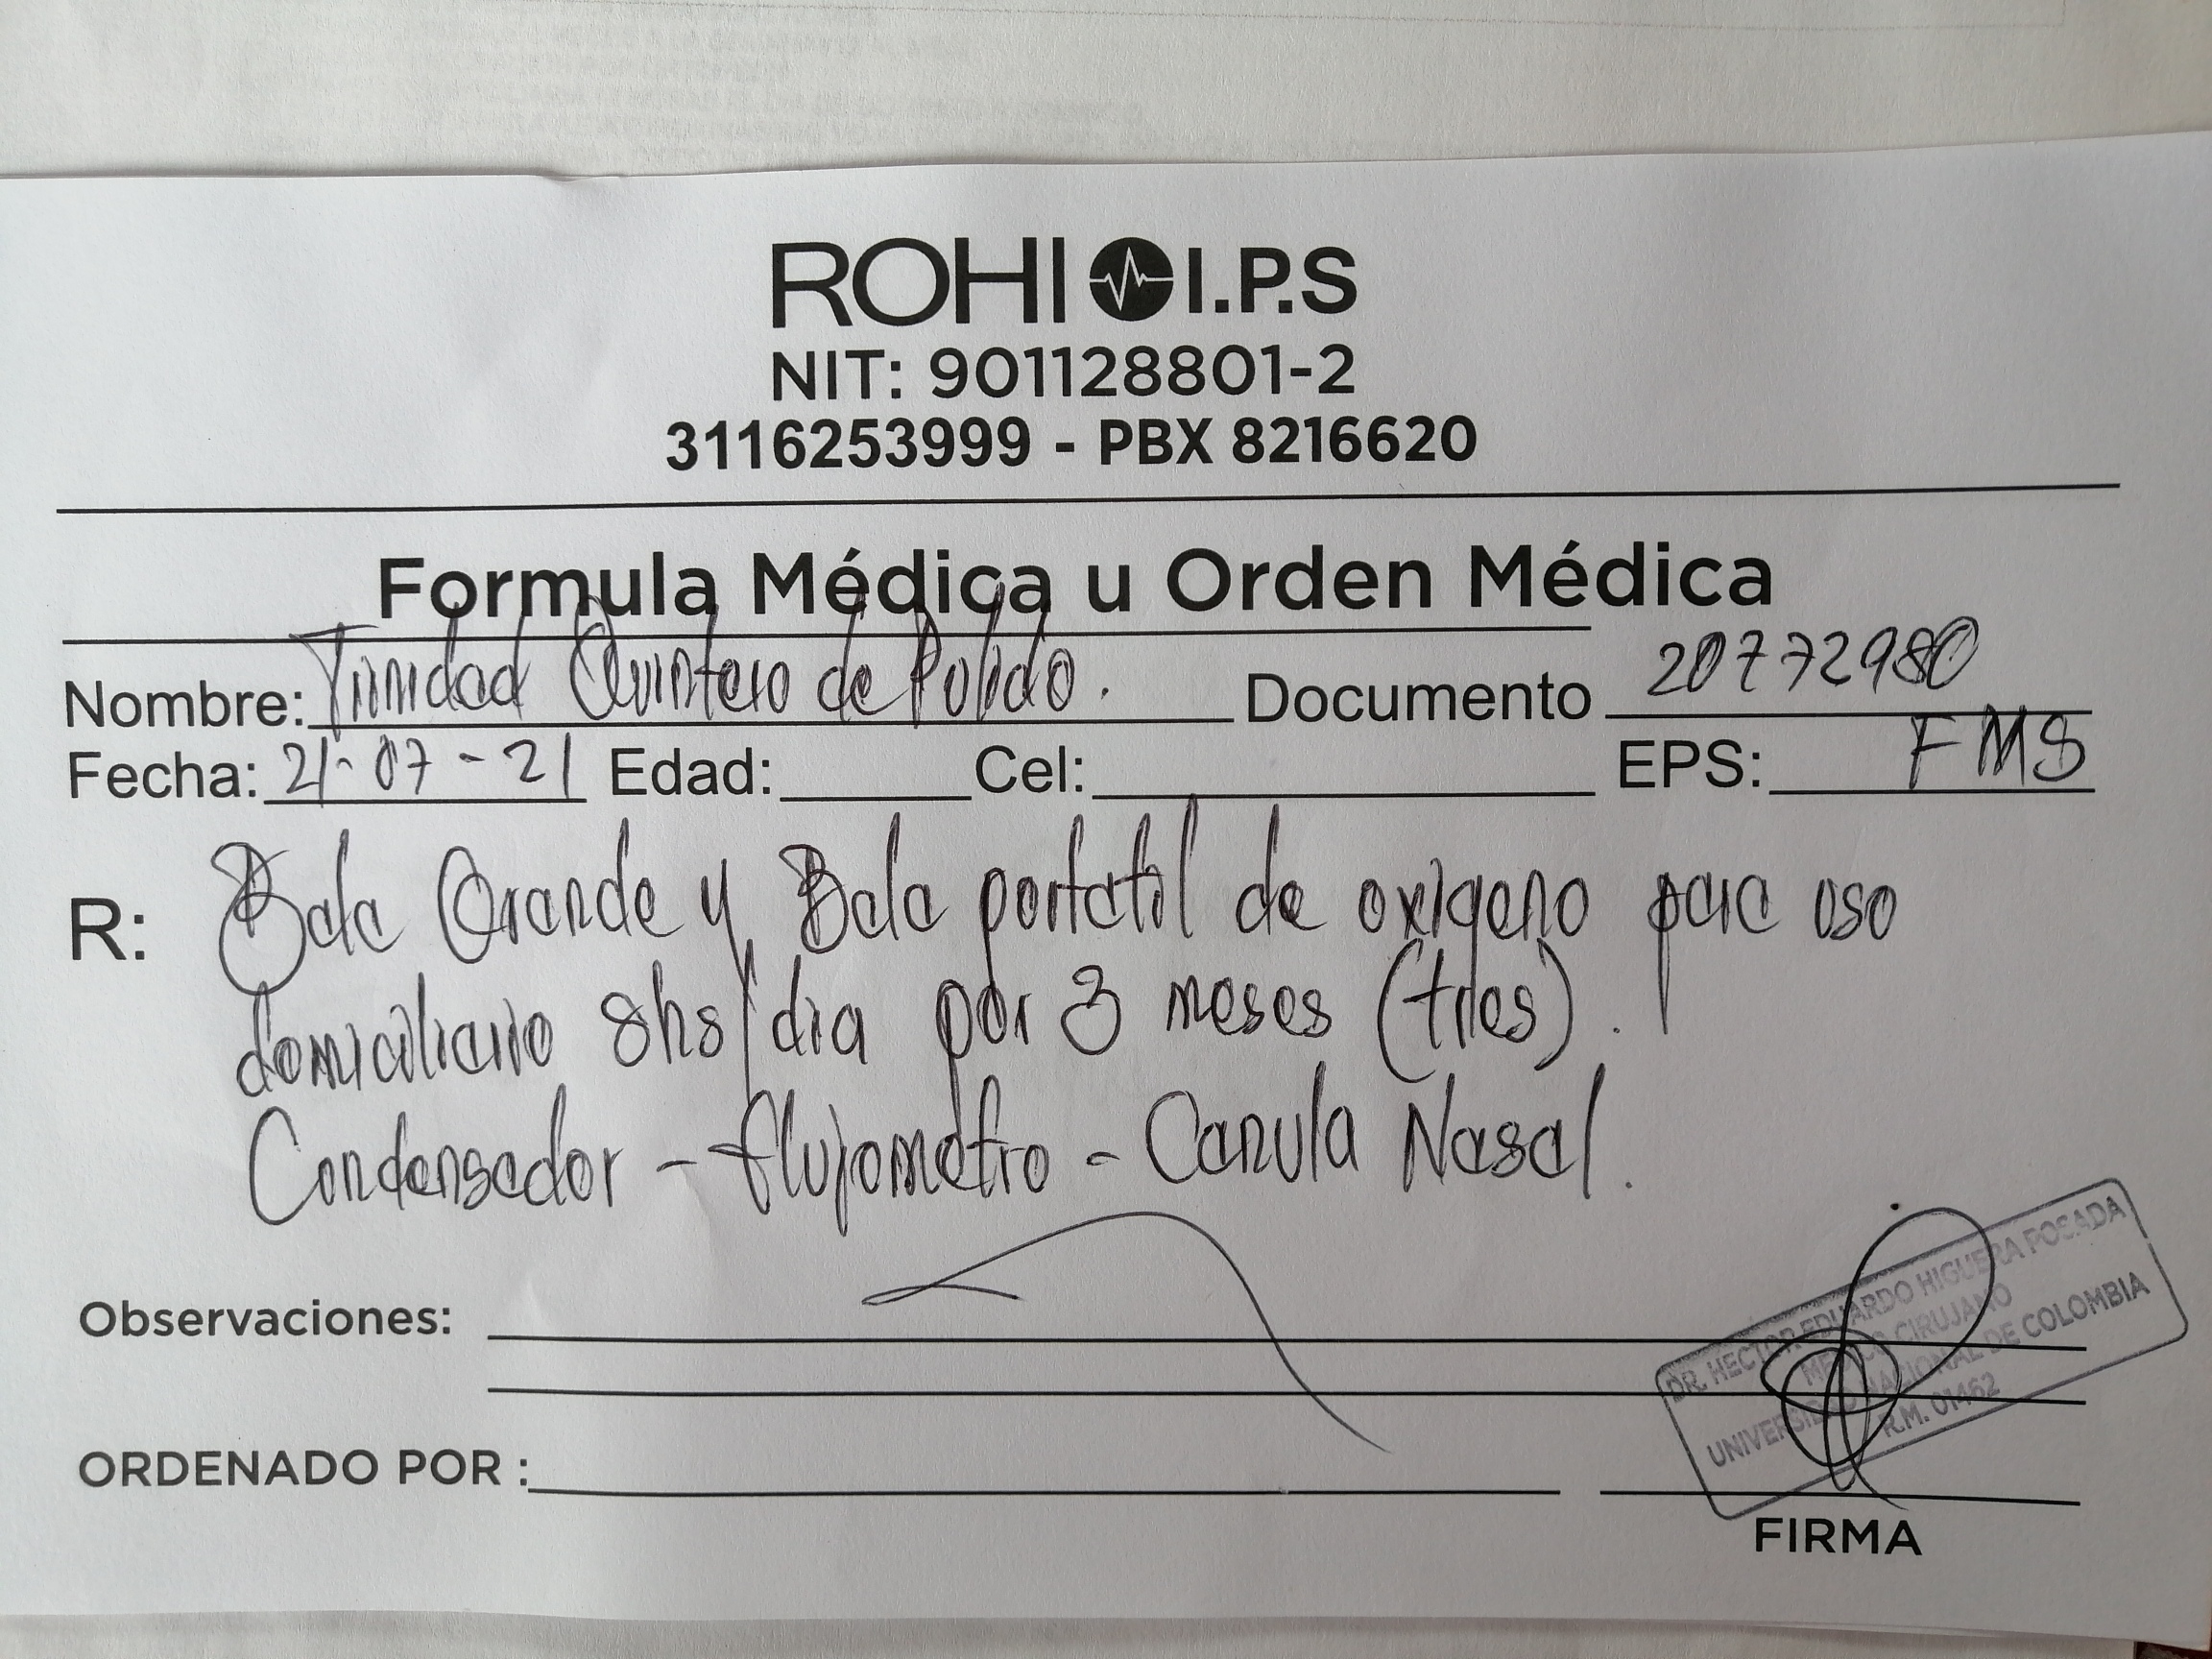 ROHI I.P.S
NIT: 901128801-2
3116253999 - PBX 8216620
Formula Médica u Orden Médica
Nombre: Trinidad Quintero de Pulido. Documento 20772980
Fecha: 21-07-21 Edad: Cel: EPS: FMS
R: Bala Grande y Bala portatil de oxigeno para uso
domiciliario 8hs/dia por 3 meses (tres).
Condensador - flujometro - Canula Nasal.
Observaciones:
DR. HECTOR EDUARDO HIGUERA POSADA
MEDICO CIRUJANO
UNIVERSIDAD NACIONAL DE COLOMBIA
R.M. 01462
ORDENADO POR :
FIRMA